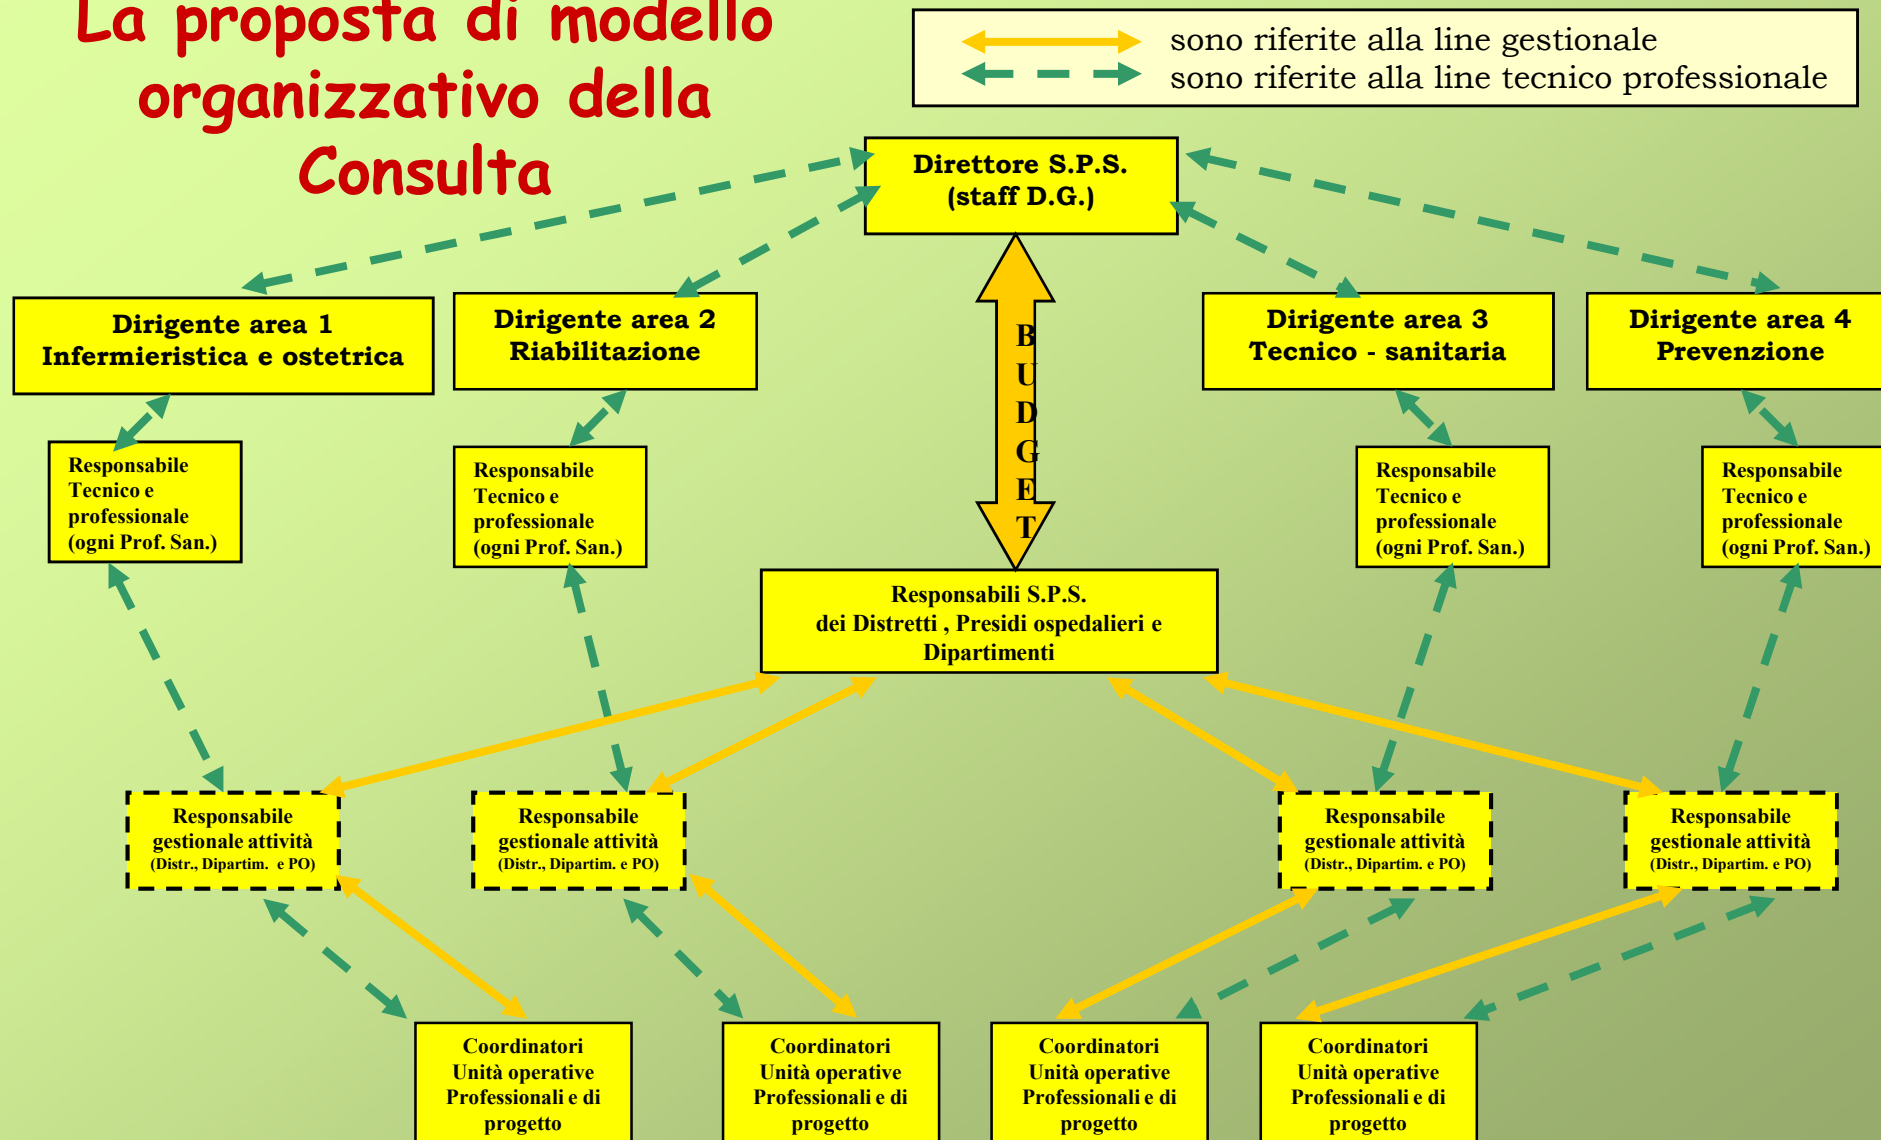 La proposta di modello
organizzativo della
Consulta
sono riferite alla line gestionale
sono riferite alla line tecnico professionale
Direttore S.P.S.
(staff D.G.)
Dirigente area 1
Infermieristica e ostetrica
Dirigente area 2
Riabilitazione
Dirigente area 3
Tecnico - sanitaria
Dirigente area 4
Prevenzione
B
U
D
G
E
T
Responsabile
Tecnico e
professionale
(ogni Prof. San.)
Responsabile
Tecnico e
professionale
(ogni Prof. San.)
Responsabile
Tecnico e
professionale
(ogni Prof. San.)
Responsabile
Tecnico e
professionale
(ogni Prof. San.)
Responsabili S.P.S.
dei Distretti , Presidi ospedalieri e
Dipartimenti
Responsabile
gestionale attività
(Distr., Dipartim. e PO)
Responsabile
gestionale attività
(Distr., Dipartim. e PO)
Responsabile
gestionale attività
(Distr., Dipartim. e PO)
Responsabile
gestionale attività
(Distr., Dipartim. e PO)
Coordinatori
Unità operative
Professionali e di
progetto
Coordinatori
Unità operative
Professionali e di
progetto
Coordinatori
Unità operative
Professionali e di
progetto
Coordinatori
Unità operative
Professionali e di
progetto